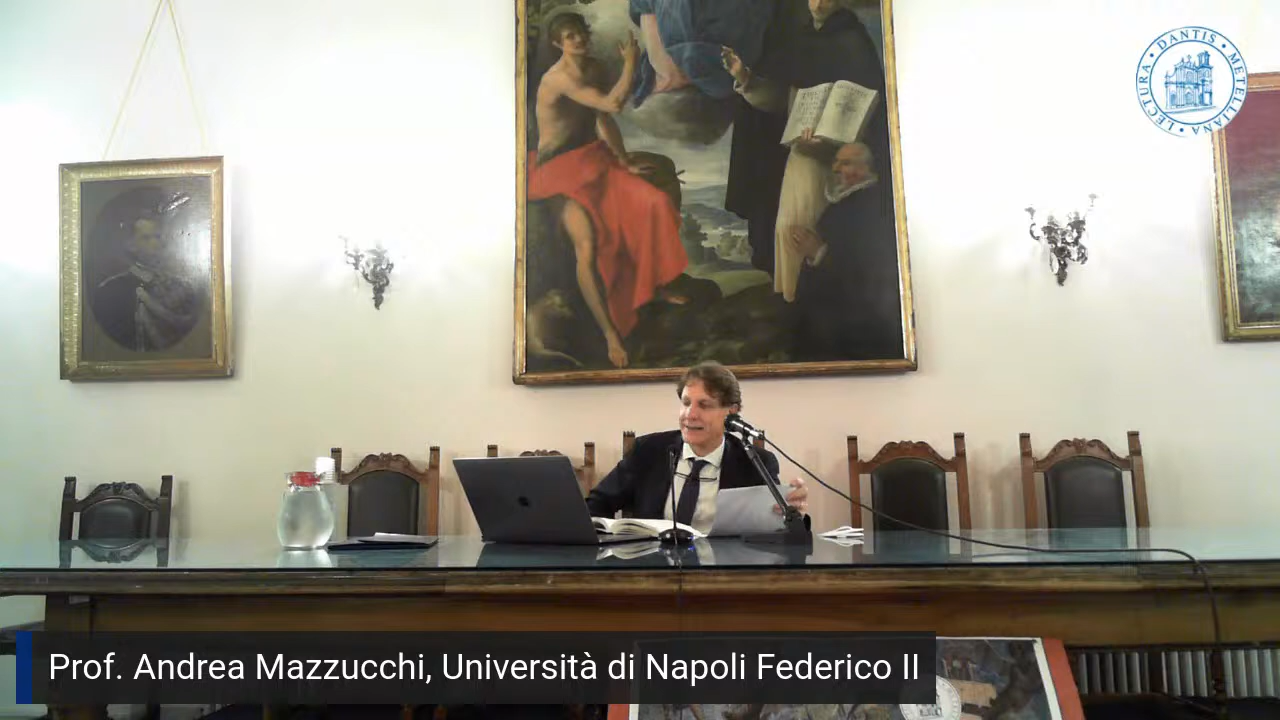 LECTURA • DANTIS • METELLIANA •
Prof. Andrea Mazzucchi, Università di Napoli Federico II